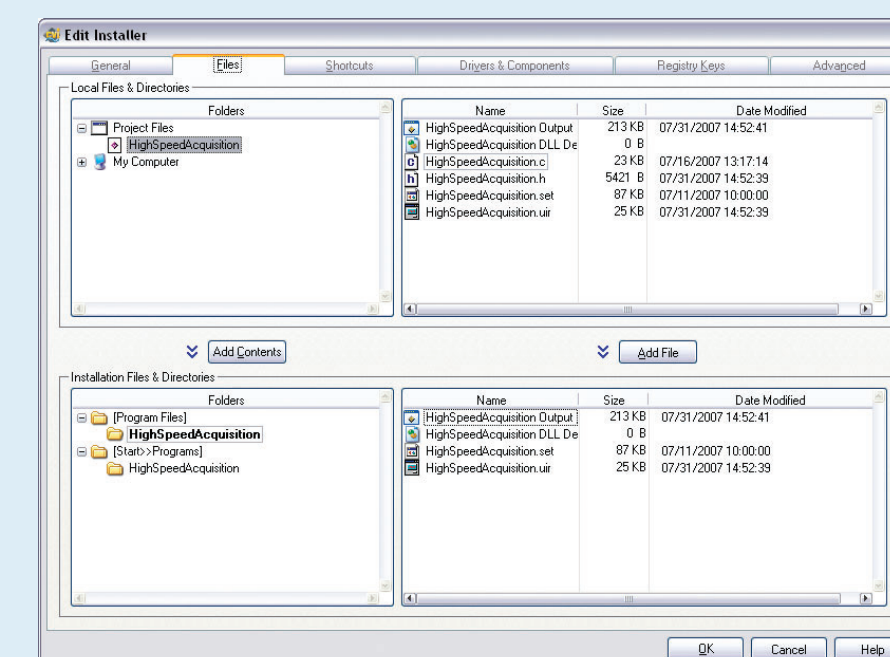 Edit Installer
General Files Shortcuts Drivers & Components Registry Keys Advanced
Local Files & Directories
Folders
Project Files
HighSpeedAcquisition
My Computer
Name Size Date Modified
HighSpeedAcquisition Output 213 KB 07/31/2007 14:52:41
HighSpeedAcquisition DLL De 0 B
HighSpeedAcquisition.c 23 KB 07/16/2007 13:17:14
HighSpeedAcquisition.h 5421 B 07/31/2007 14:52:39
HighSpeedAcquisition.set 87 KB 07/11/2007 10:00:00
HighSpeedAcquisition.uir 25 KB 07/31/2007 14:52:39
Add Contents
Add File
Installation Files & Directories
Folders
[Program Files]
HighSpeedAcquisition
[Start>>Programs]
HighSpeedAcquisition
Name Size Date Modified
HighSpeedAcquisition Output 213 KB 07/31/2007 14:52:41
HighSpeedAcquisition DLL De 0 B
HighSpeedAcquisition.set 87 KB 07/11/2007 10:00:00
HighSpeedAcquisition.uir 25 KB 07/31/2007 14:52:39
OK Cancel Help